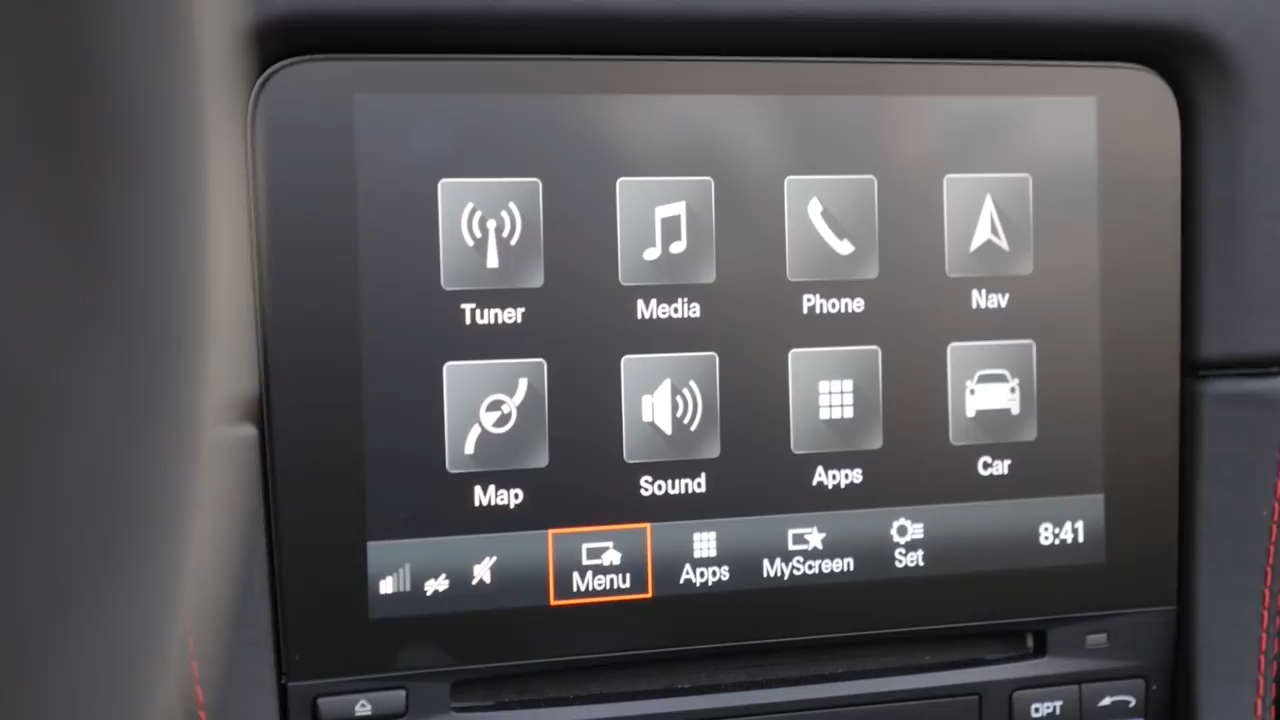 Tuner
Media
Phone
Nav
Map
Sound
Apps
Car
Menu
Apps
MyScreen
Set
8:41
OPT